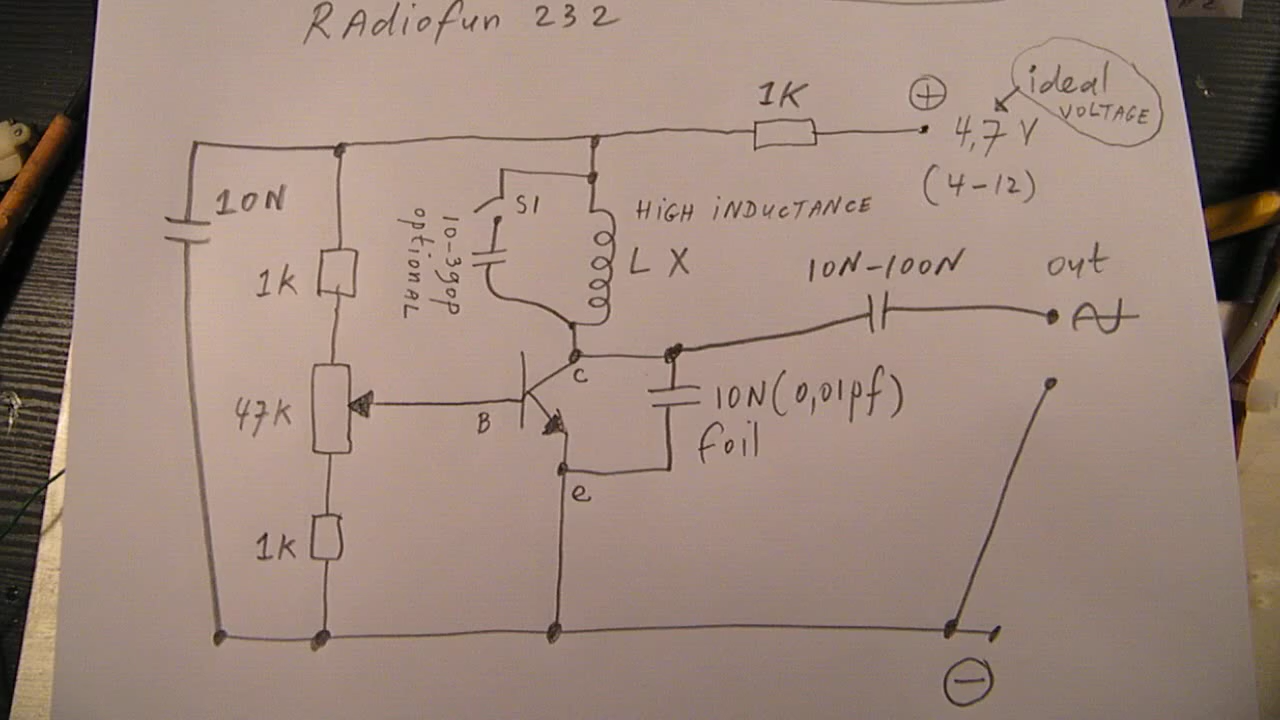 RAdiofun 232
1K
+
ideal
VOLTAGE
4,7 V
(4-12)
10N
S1
10-390p
optionAL
HIGH iNDUCTANCE
L X
1K
10N-100N
out
47K
B
c
10N(0,01pf)
foil
e
1K
−